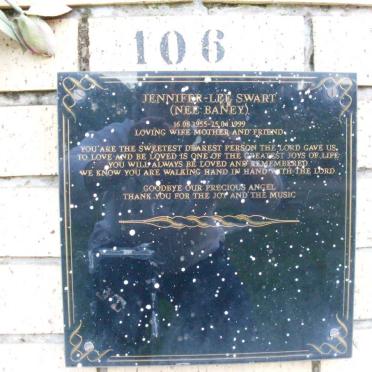 106
JENNIFER-LEE SWART
(NEE BANEY)
16 08 1955-25 04 1999
LOVING WIFE MOTHER AND FRIEND
YOU ARE THE SWEETEST DEAREST PERSON THE LORD GAVE US,
TO LOVE AND BE LOVED IS ONE OF THE GREATEST JOYS OF LIFE
YOU WILL ALWAYS BE LOVED AND REMEMBERED
WE KNOW YOU ARE WALKING HAND IN HAND WITH THE LORD
GOODBYE OUR PRECIOUS ANGEL
THANK YOU FOR THE JOY AND THE MUSIC